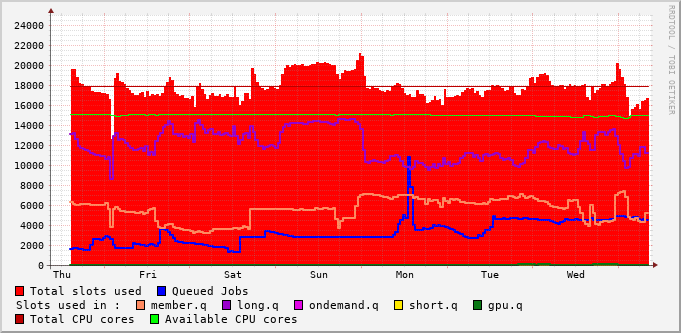 24000
22000
20000
18000
16000
14000
12000
10000
8000
6000
4000
2000
0
Thu Fri Sat Sun Mon Tue Wed
Total slots used Queued Jobs
Slots used in : member.q long.q ondemand.q short.q gpu.q
Total CPU cores Available CPU cores
RRDTOOL / TOBI OETIKER